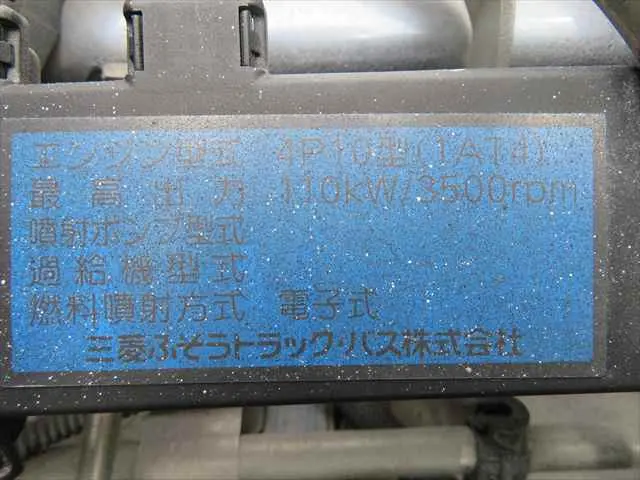 エンジン型式 4P10型(1AT4)
最高出力 110kW/3500rpm
噴射ポンプ型式
過給機型式
燃料噴射方式 電子式
三菱ふそうトラック・バス株式会社